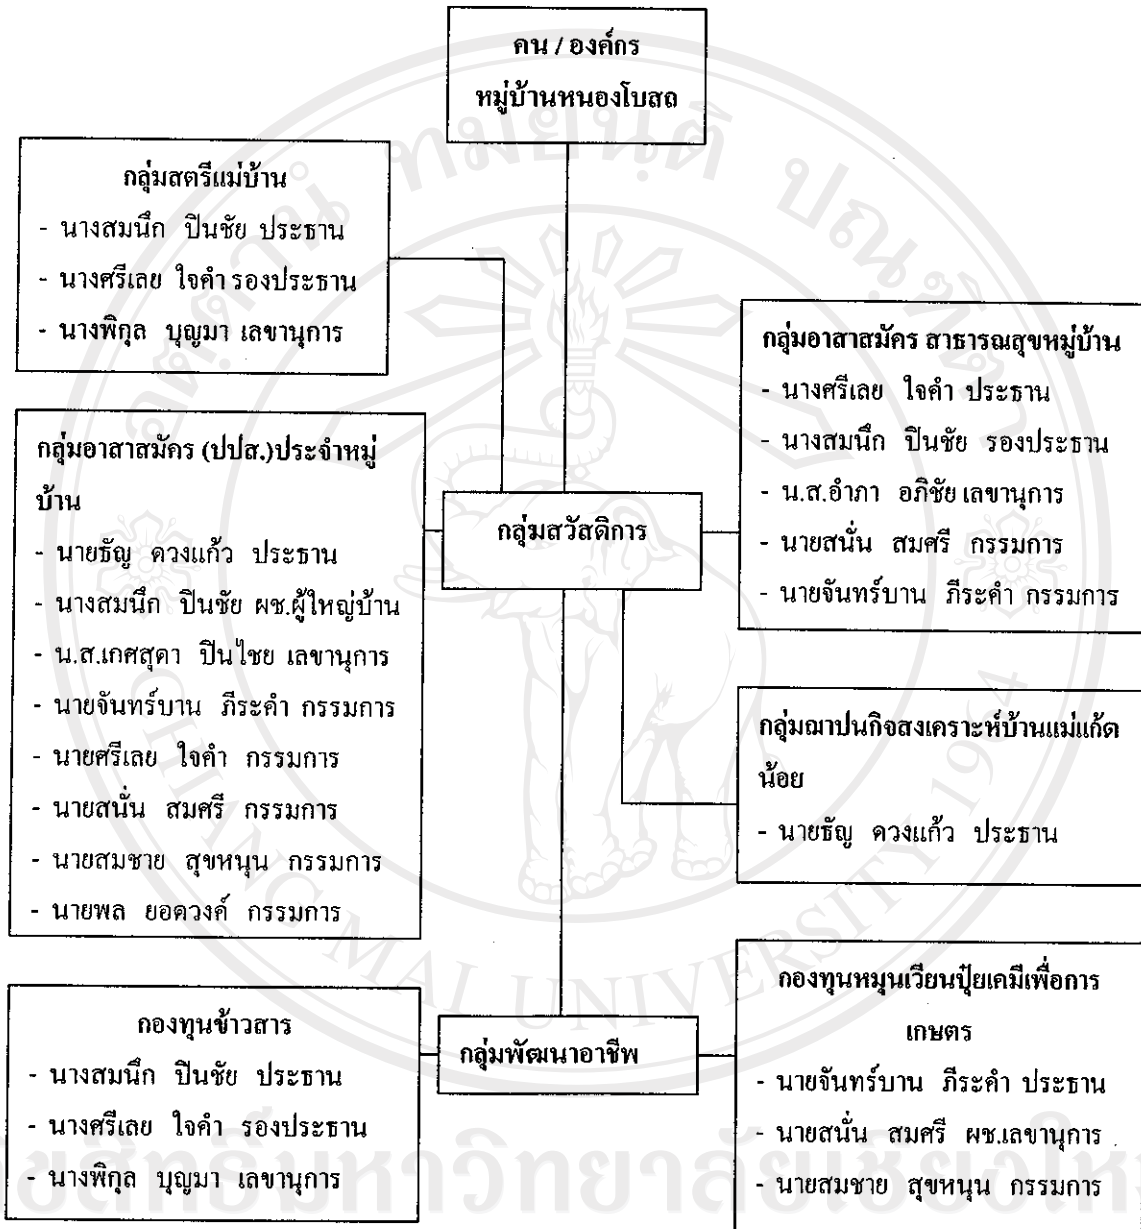 คน / องค์กร
หมู่บ้านหนองโบสถ
กลุ่มสตรีแม่บ้าน
- นางสมนึก ปินชัย ประธาน
- นางศรีเลย ใจคำ รองประธาน
- นางพิกุล บุญมา เลขานุการ
กลุ่มอาสาสมัคร สาธารณสุขหมู่บ้าน
- นางศรีเลย ใจคำ ประธาน
- นางสมนึก ปินชัย รองประธาน
- น.ส.อำภา อภิชัย เลขานุการ
- นายสนั่น สมศรี กรรมการ
- นายจันทร์บาน ภีระคำ กรรมการ
กลุ่มอาสาสมัคร (ปปส.)ประจำหมู่
บ้าน
- นายธัญ ดวงแก้ว ประธาน
- นางสมนึก ปินชัย ผช.ผู้ใหญ่บ้าน
- น.ส.เกศสุดา ปินไชย เลขานุการ
- นายจันทร์บาน ภีระคำ กรรมการ
- นายศรีเลย ใจคำ กรรมการ
- นายสนั่น สมศรี กรรมการ
- นายสมชาย สุขหนุน กรรมการ
- นายพล ยอดวงค์ กรรมการ
กลุ่มสวัสดิการ
กลุ่มฌาปนกิจสงเคราะห์บ้านแม่แก้ด
น้อย
- นายธัญ ดวงแก้ว ประธาน
กองทุนข้าวสาร
- นางสมนึก ปินชัย ประธาน
- นางศรีเลย ใจคำ รองประธาน
- นางพิกุล บุญมา เลขานุการ
กลุ่มพัฒนาอาชีพ
กองทุนหมุนเวียนปุ๋ยเคมีเพื่อการ
เกษตร
- นายจันทร์บาน ภีระคำ ประธาน
- นายสนั่น สมศรี ผช.เลขานุการ
- นายสมชาย สุขหนุน กรรมการ
CHIANG MAI UNIVERSITY 1964